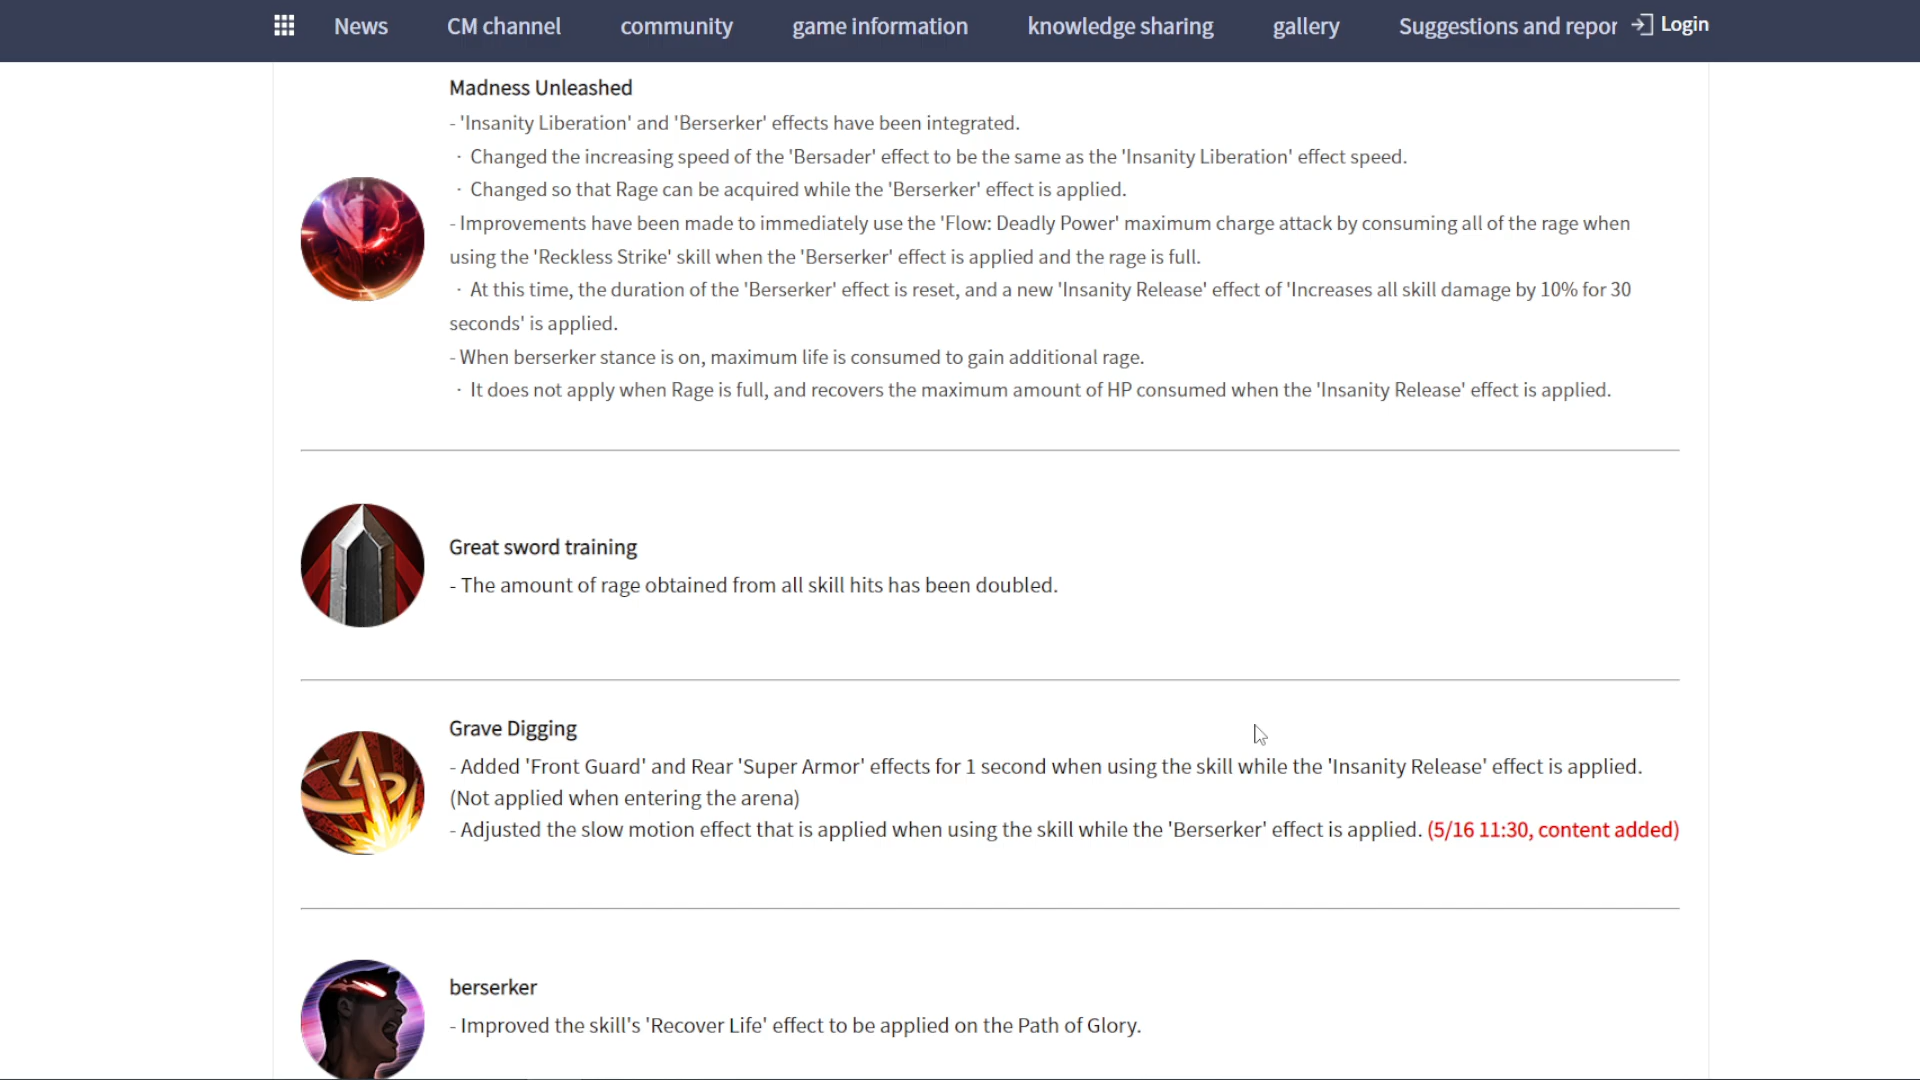 News CM channel community game information knowledge sharing gallery Suggestions and repor Login
Madness Unleashed
- 'Insanity Liberation' and 'Berserker' effects have been integrated.
· Changed the increasing speed of the 'Bersader' effect to be the same as the 'Insanity Liberation' effect speed.
· Changed so that Rage can be acquired while the 'Berserker' effect is applied.
- Improvements have been made to immediately use the 'Flow: Deadly Power' maximum charge attack by consuming all of the rage when
using the 'Reckless Strike' skill when the 'Berserker' effect is applied and the rage is full.
· At this time, the duration of the 'Berserker' effect is reset, and a new 'Insanity Release' effect of 'Increases all skill damage by 10% for 30
seconds' is applied.
- When berserker stance is on, maximum life is consumed to gain additional rage.
· It does not apply when Rage is full, and recovers the maximum amount of HP consumed when the 'Insanity Release' effect is applied.
Great sword training
- The amount of rage obtained from all skill hits has been doubled.
Grave Digging
- Added 'Front Guard' and Rear 'Super Armor' effects for 1 second when using the skill while the 'Insanity Release' effect is applied.
(Not applied when entering the arena)
- Adjusted the slow motion effect that is applied when using the skill while the 'Berserker' effect is applied. (5/16 11:30, content added)
berserker
- Improved the skill's 'Recover Life' effect to be applied on the Path of Glory.